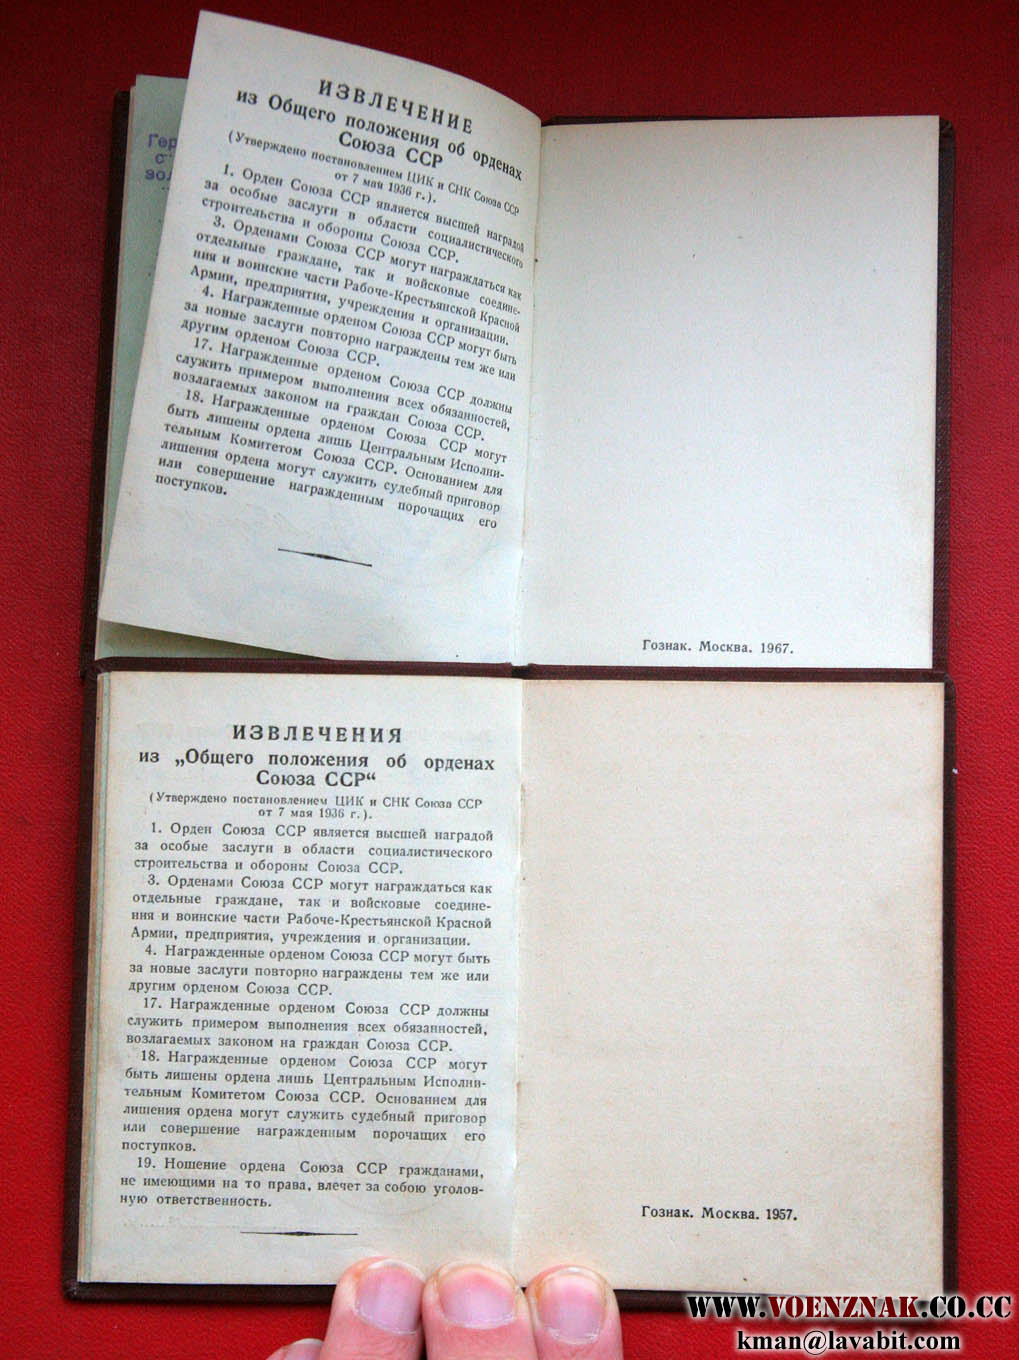 Гер
с
зол
ИЗВЛЕЧЕНИЕ
из Общего положения об орденах
Союза ССР
(Утверждено постановлением ЦИК и СНК Союза ССР
от 7 мая 1936 г.).
1. Орден Союза ССР является высшей наградой
за особые заслуги в области социалистического
строительства и обороны Союза ССР.
3. Орденами Союза ССР могут награждаться как
отдельные граждане, так и войсковые соедине-
ния и воинские части Рабоче-Крестьянской Красной
Армии, предприятия, учреждения и организации.
4. Награжденные орденом Союза ССР могут быть
за новые заслуги повторно награждены тем же или
другим орденом Союза ССР.
17. Награжденные орденом Союза ССР должны
служить примером выполнения всех обязанностей,
возлагаемых законом на граждан Союза ССР.
18. Награжденные орденом Союза ССР могут
быть лишены ордена лишь Центральным Исполни-
тельным Комитетом Союза ССР. Основанием для
лишения ордена могут служить судебный приговор
или совершение награжденным порочащих его
поступков.
Гознак. Москва. 1967.
ИЗВЛЕЧЕНИЯ
из „Общего положения об орденах
Союза ССР“
(Утверждено постановлением ЦИК и СНК Союза ССР
от 7 мая 1936 г.).
1. Орден Союза ССР является высшей наградой
за особые заслуги в области социалистического
строительства и обороны Союза ССР.
3. Орденами Союза ССР могут награждаться как
отдельные граждане, так и войсковые соедине-
ния и воинские части Рабоче-Крестьянской Красной
Армии, предприятия, учреждения и организации.
4. Награжденные орденом Союза ССР могут быть
за новые заслуги повторно награждены тем же или
другим орденом Союза ССР.
17. Награжденные орденом Союза ССР должны
служить примером выполнения всех обязанностей,
возлагаемых законом на граждан Союза ССР.
18. Награжденные орденом Союза ССР могут
быть лишены ордена лишь Центральным Исполни-
тельным Комитетом Союза ССР. Основанием для
лишения ордена могут служить судебный приговор
или совершение награжденным порочащих его
поступков.
19. Ношение ордена Союза ССР гражданами,
не имеющими на то права, влечет за собою уголов-
ную ответственность.
Гознак. Москва. 1957.
WWW.VOENZNAK.CO.CC
kman@lavabit.com